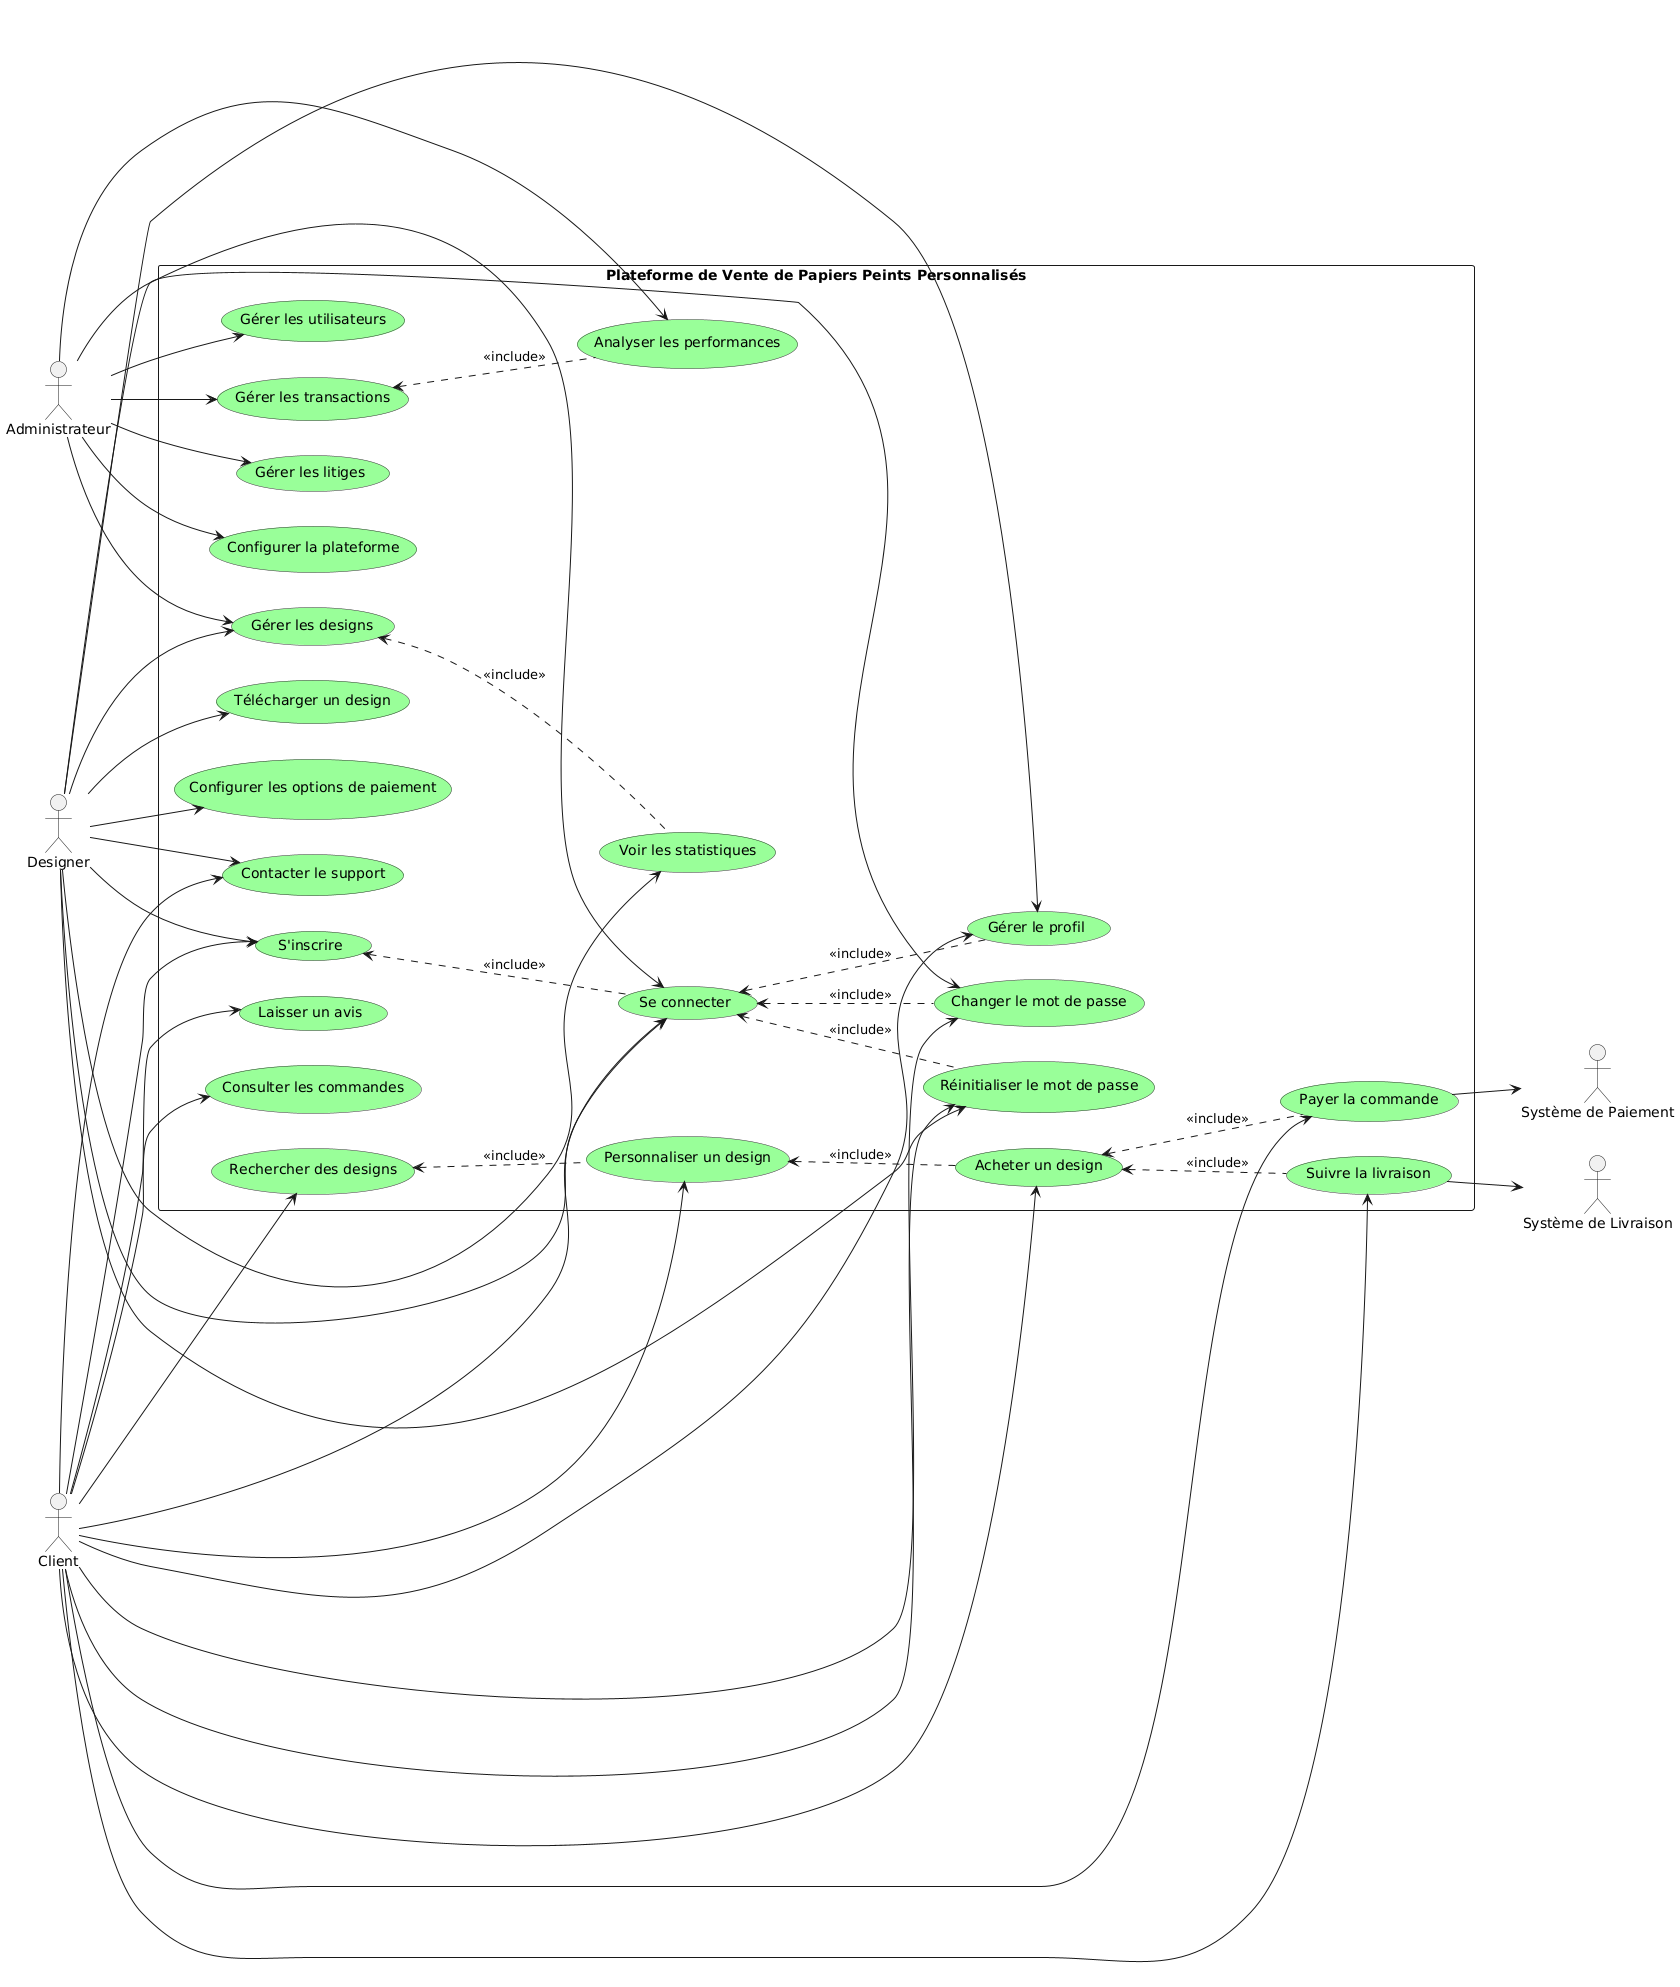 Plateforme de Vente de Papiers Peints Personnalisés
Gérer les utilisateurs
Analyser les performances
«include»
Gérer les transactions
Administrateur
Gérer les litiges
Configurer la plateforme
Gérer les designs
«include»
Télécharger un design
Configurer les options de paiement
Voir les statistiques
Designer
Contacter le support
Gérer le profil
S'inscrire
«include»
«include»
Se connecter
«include»
Changer le mot de passe
Laisser un avis
«include»
Consulter les commandes
Réinitialiser le mot de passe
Payer la commande
Système de Paiement
«include»
Rechercher des designs
«include»
Personnaliser un design
«include»
Acheter un design
«include»
Suivre la livraison
Système de Livraison
Client